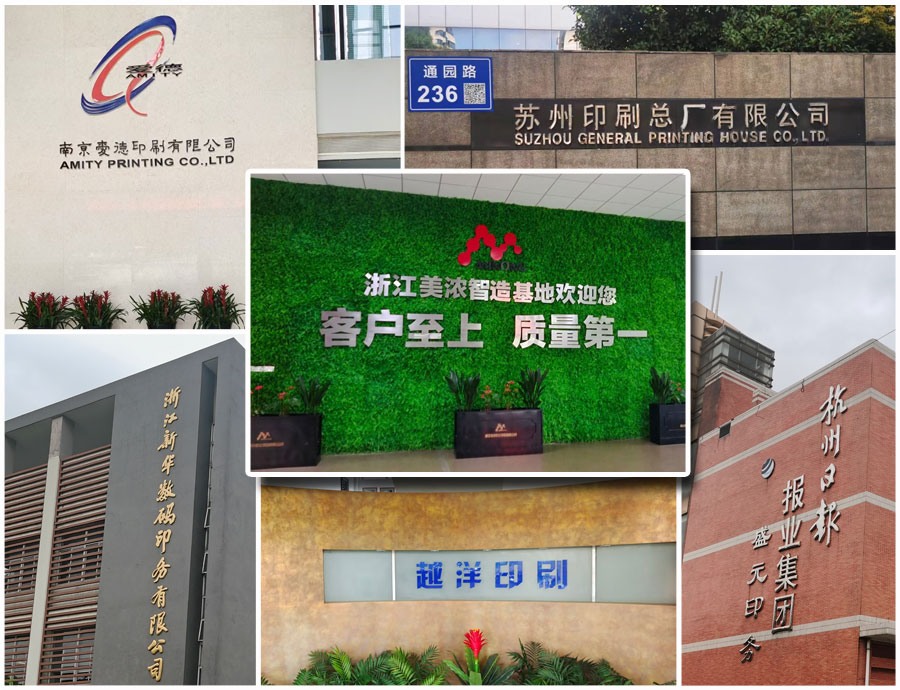 爱德
AMITY
南京爱德印刷有限公司
AMITY PRINTING CO.,LTD
通园路
236
苏州印刷总厂有限公司
SUZHOU GENERAL PRINTING HOUSE CO.,LTD.
浙江美浓智造基地欢迎您
客户至上 质量第一
浙江新华数码印务有限公司
越洋印刷
杭州日報
报业集团
盛元印务